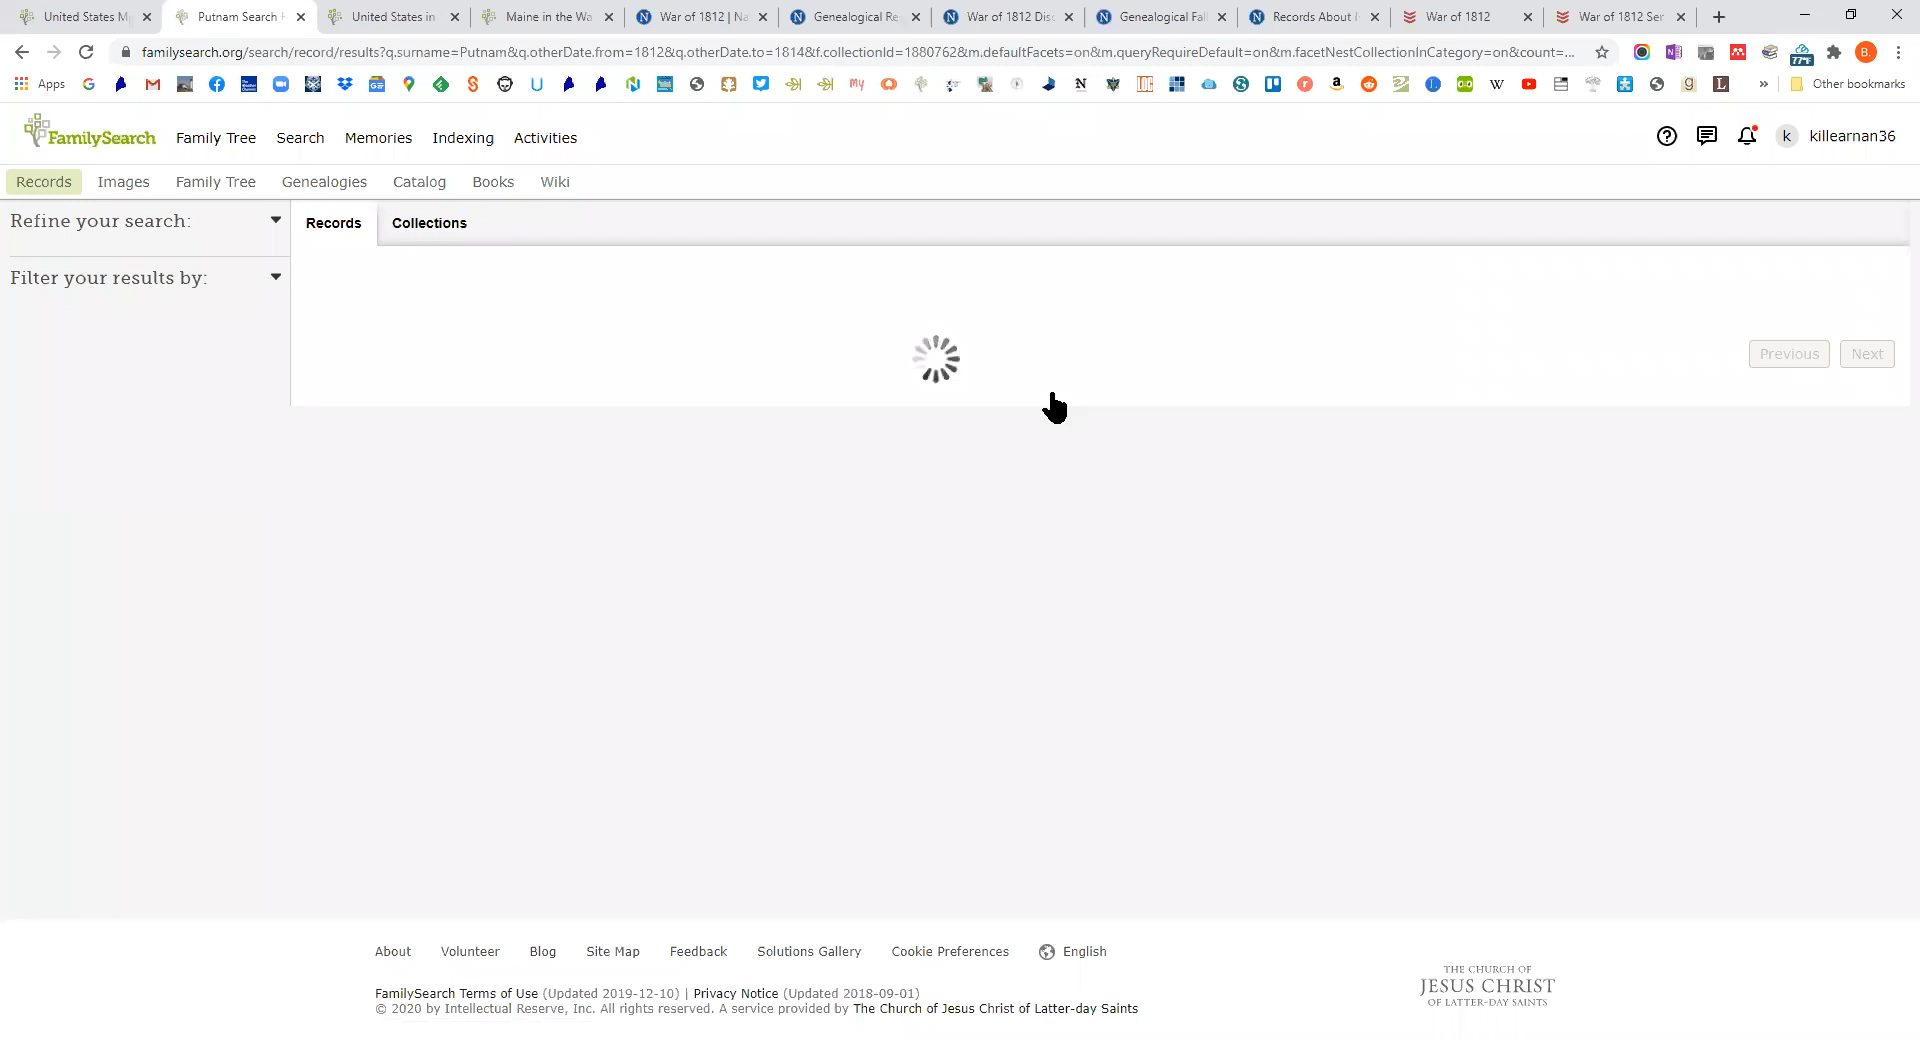 United States M
Putnam Search
United States in
Maine in the Wa
War of 1812 | Na
Genealogical Re
War of 1812 Disc
Genealogical Fal
Records About
War of 1812
War of 1812 Ser
familysearch.org/search/record/results?q.surname=Putnam&q.otherDate.from=1812&q.otherDate.to=1814&f.collectionId=1880762&m.defaultFacets=on&m.queryRequireDefault=on&m.facetNestCollectionInCategory=on&count=...
77°F
B.
Apps
my
Other bookmarks
FamilySearch
Family Tree
Search
Memories
Indexing
Activities
k
killearnan36
Records
Images
Family Tree
Genealogies
Catalog
Books
Wiki
Refine your search:
Filter your results by:
Records
Collections
Previous
Next
About
Volunteer
Blog
Site Map
Feedback
Solutions Gallery
Cookie Preferences
English
FamilySearch Terms of Use (Updated 2019-12-10) | Privacy Notice (Updated 2018-09-01)
© 2020 by Intellectual Reserve, Inc. All rights reserved. A service provided by The Church of Jesus Christ of Latter-day Saints
THE CHURCH OF
JESUS CHRIST
OF LATTER-DAY SAINTS